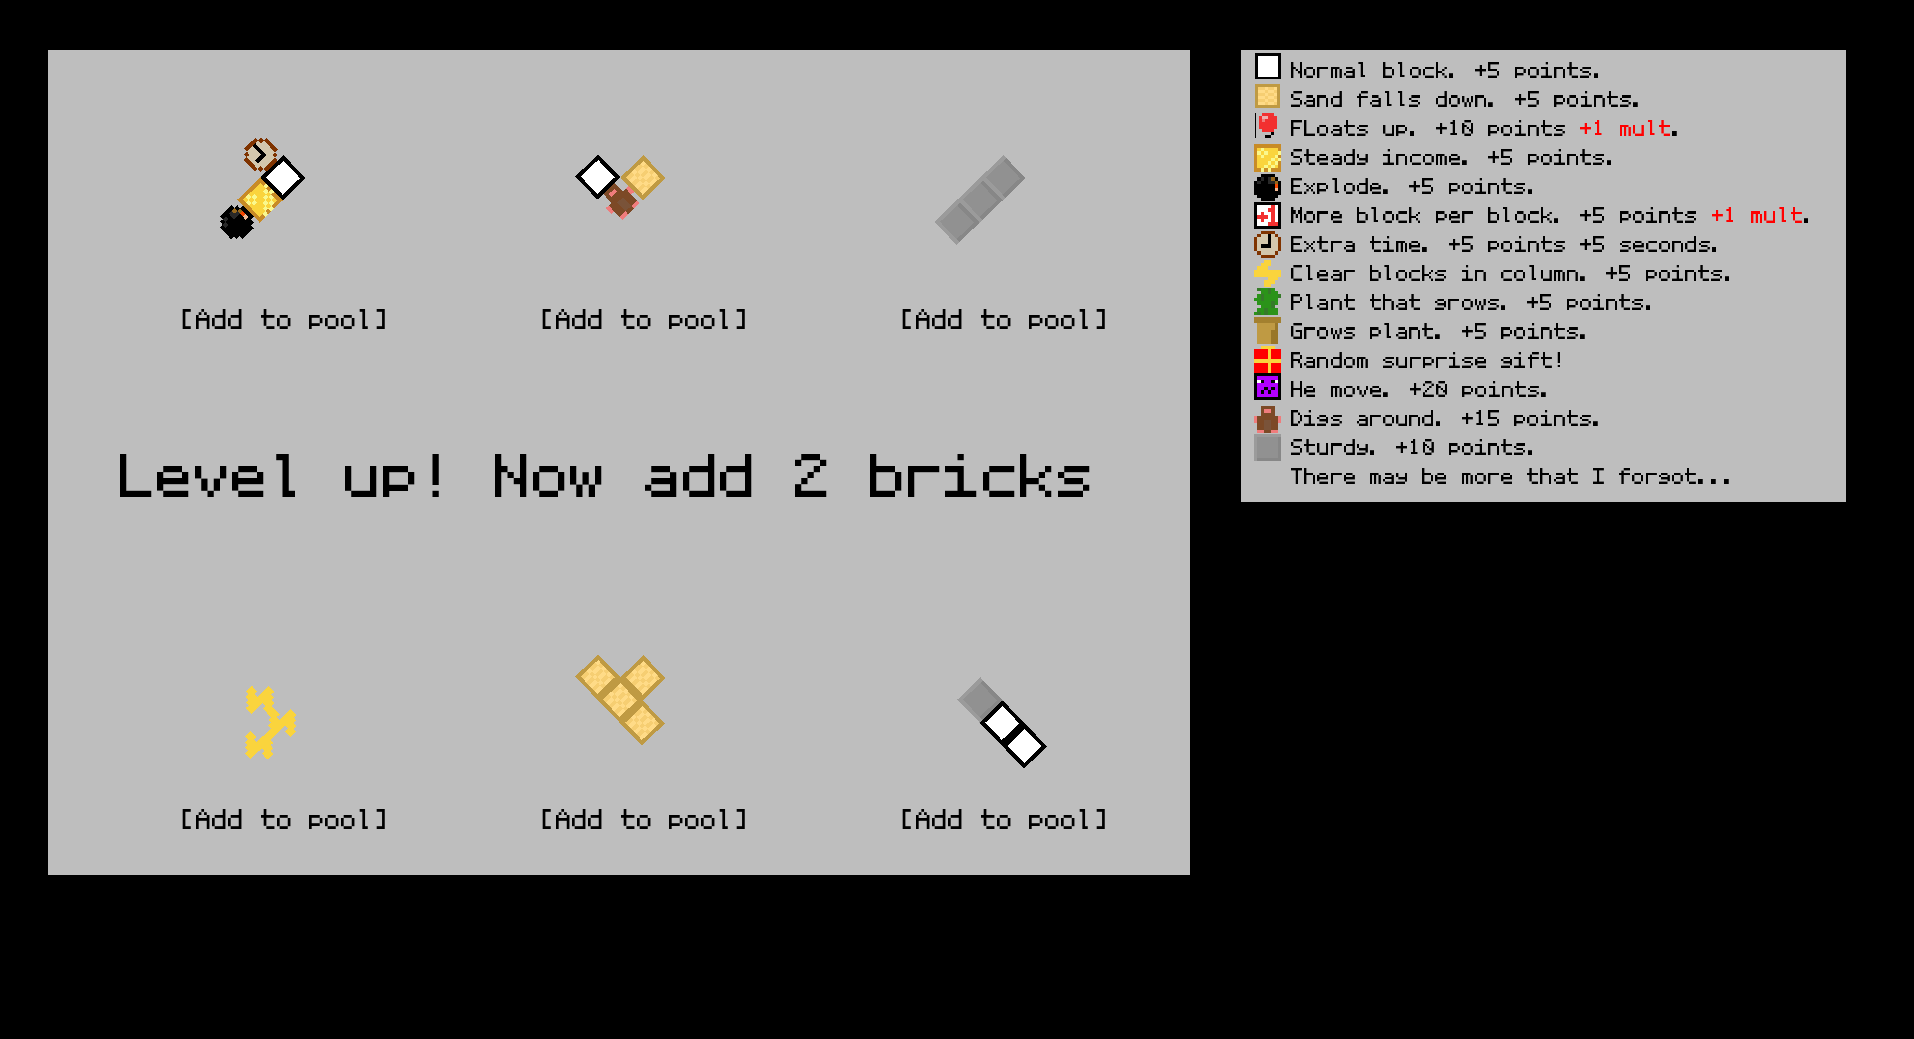 [Add to pool] [Add to pool] [Add to pool]
Level up! Now add 2 bricks
[Add to pool] [Add to pool] [Add to pool]
Normal block. +5 points.
Sand falls down. +5 points.
FLoats up. +10 points +1 mult.
Steady income. +5 points.
Explode. +5 points.
+1 More block per block. +5 points +1 mult.
Extra time. +5 points +5 seconds.
Clear blocks in column. +5 points.
Plant that grows. +5 points.
Grows plant. +5 points.
Random surprise gift!
He move. +20 points.
Digs around. +15 points.
Sturdy. +10 points.
There may be more that I forgot...